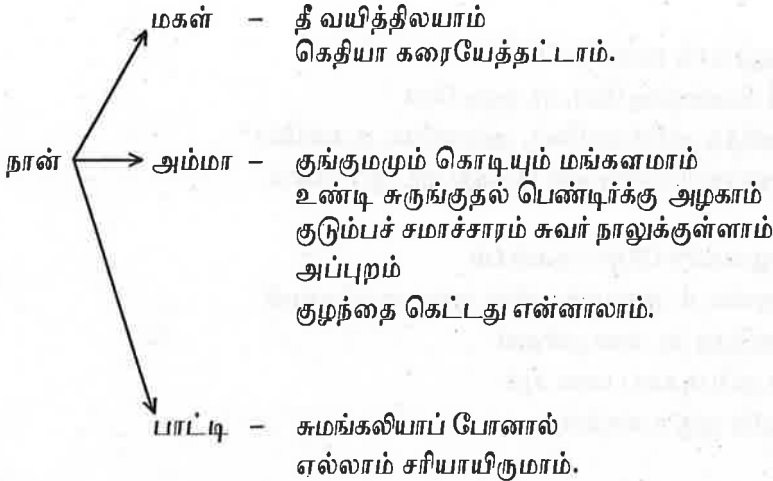 மகள் – தீ வயித்திலயாம்
கெதியா கரையேத்தட்டாம்.
நான் அம்மா – குங்குமமும் கொடியும் மங்களமாம்
உண்டி சுருங்குதல் பெண்டிர்க்கு அழகாம்
குடும்பச் சமாச்சாரம் சுவர் நாலுக்குள்ளாம்
அப்புறம்
குழந்தை கெட்டது என்னாலாம்.
பாட்டி – சுமங்கலியாப் போனால்
எல்லாம் சரியாயிருமாம்.